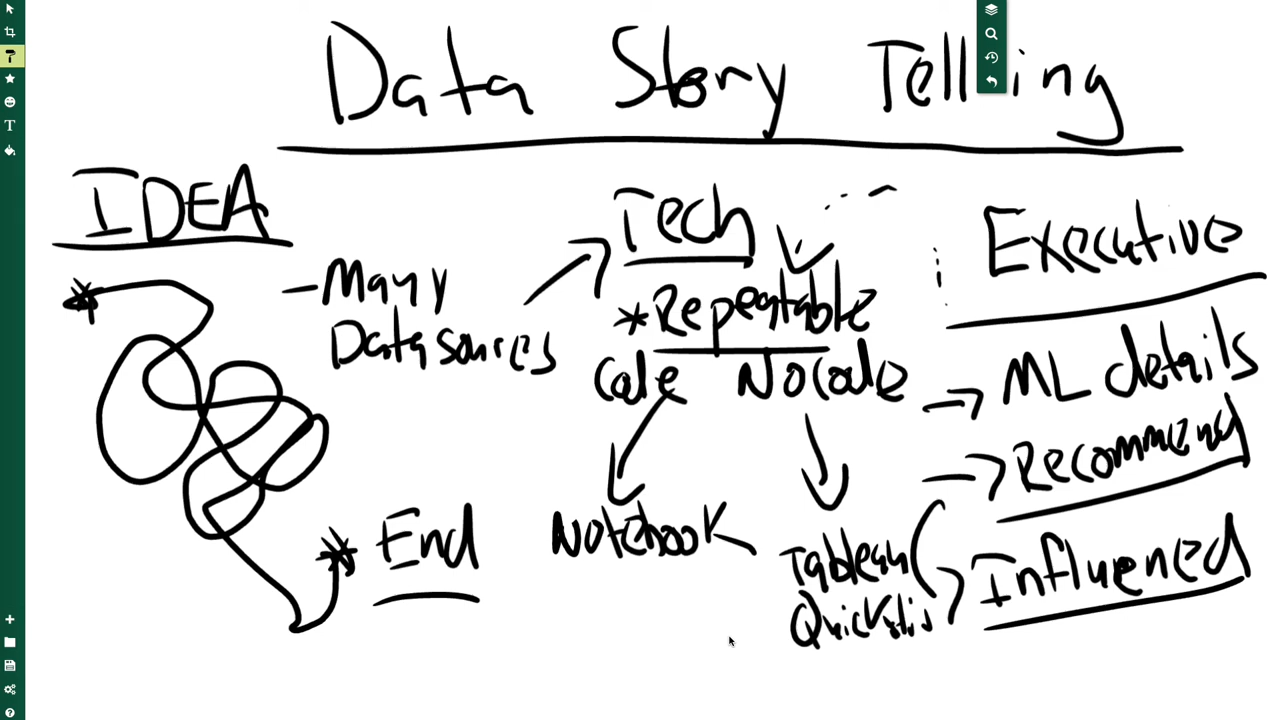 Data Story Telling
IDEA
- Many
Data sources
End
Tech
*Repeatable
Code NoCode
Notebook
Tableau
Executive
ML details
Recommend
Influenced